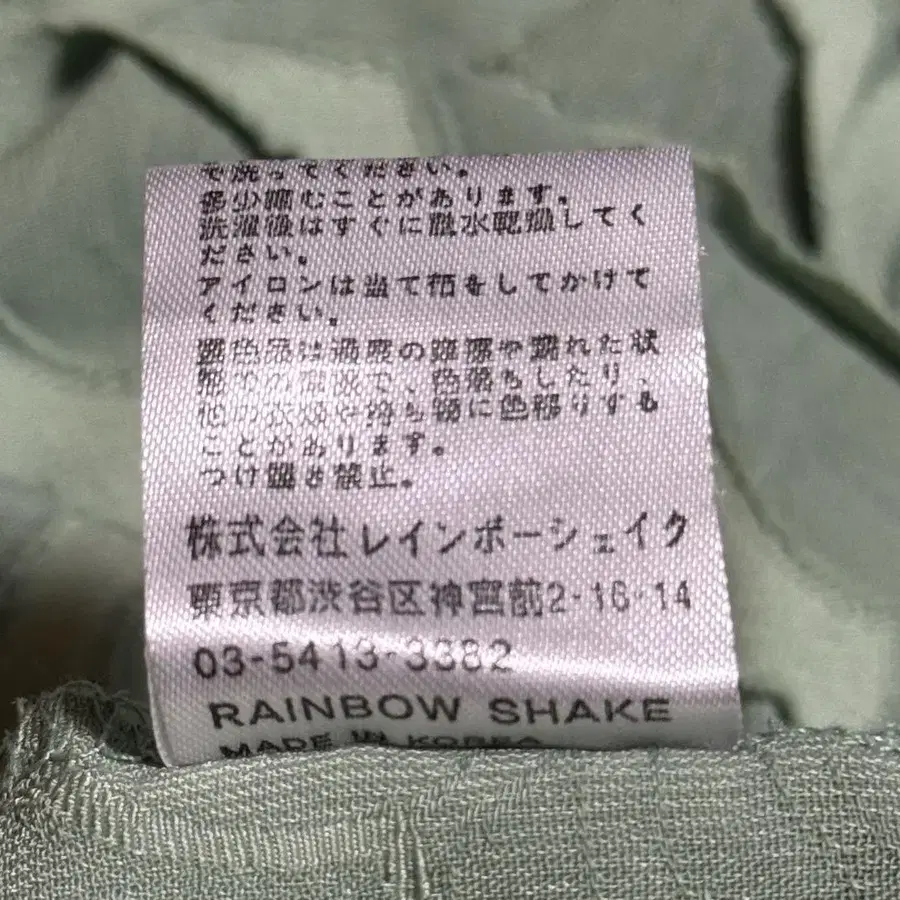 で洗ってください。
多少縮むことがあります。
洗濯後はすぐに脱水乾燥してく
ださい。
アイロンは当て布をしてかけて
ください。
濃色品は過度の摩擦や濡れた状
態での着用で、色落ちしたり、
他の衣類や持ち物に色移りする
ことがあります。
つけ置き禁止。
株式会社レインボーシェイク
東京都渋谷区神宮前2-16-14
03-5413-3382
RAINBOW SHAKE
MADE IN KOREA